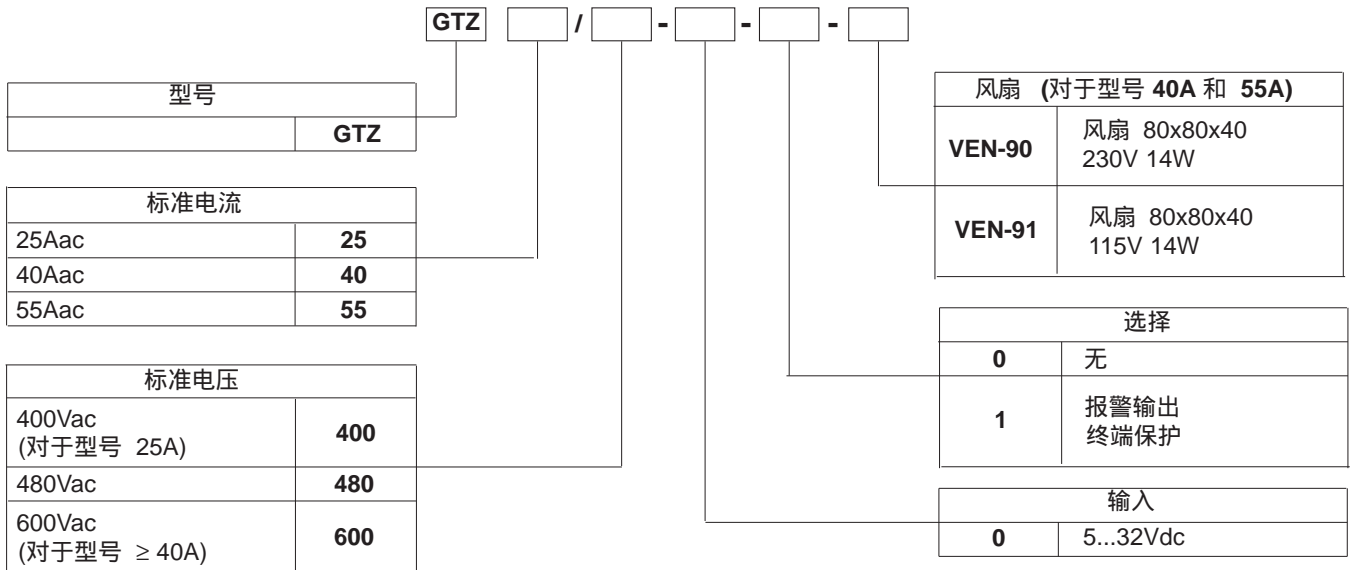 GTZ / - - -
型号
GTZ
标准电流
25Aac 25
40Aac 40
55Aac 55
标准电压
400Vac
(对于型号 25A) 400
480Vac 480
600Vac
(对于型号 ≥ 40A) 600
风扇 (对于型号 40A 和 55A)
VEN-90 风扇 80x80x40
230V 14W
VEN-91 风扇 80x80x40
115V 14W
选择
0 无
1 报警输出
终端保护
输入
0 5...32Vdc